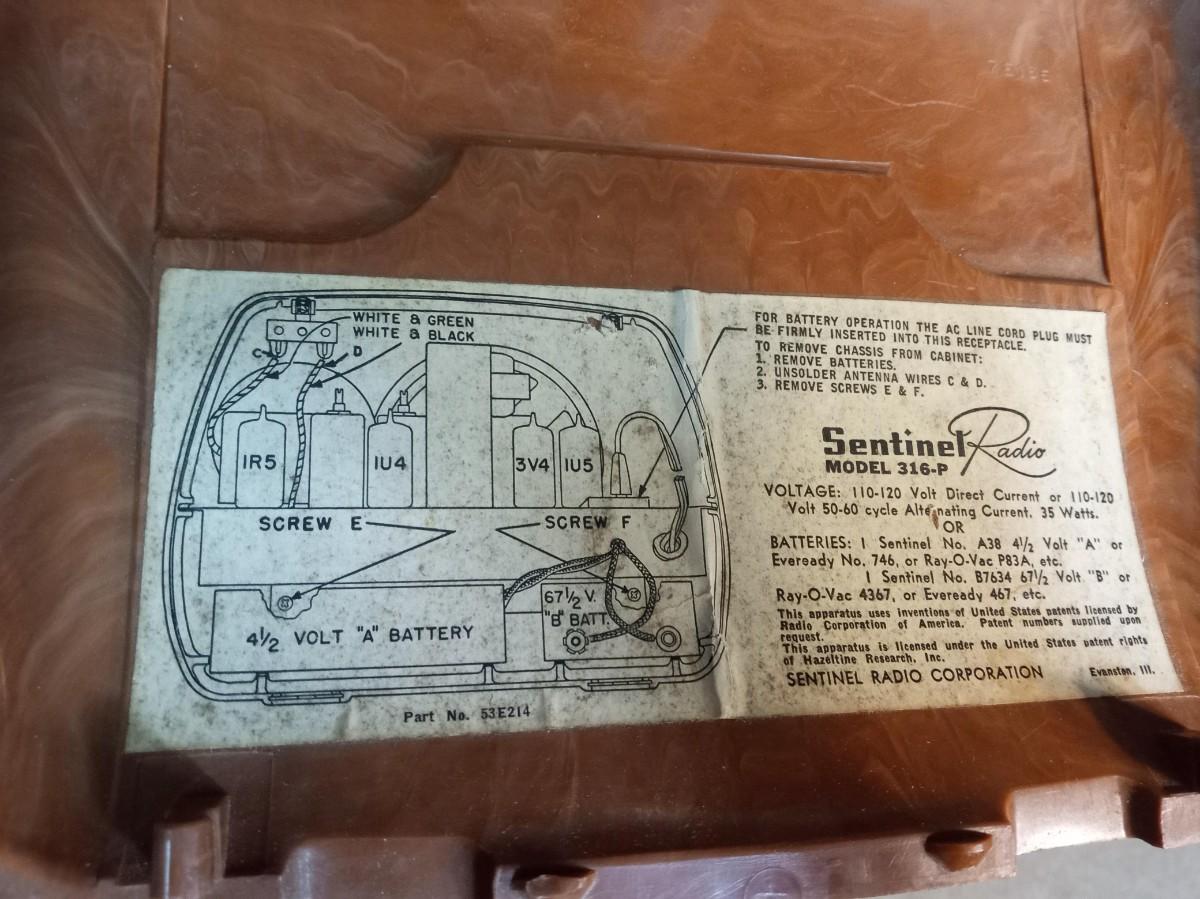 WHITE & GREEN
WHITE & BLACK
C
D
1R5
1U4
3V4
1U5
SCREW E
SCREW F
4½ VOLT "A" BATTERY
67½ V.
"B" BATT.
Part No. 53E214
FOR BATTERY OPERATION THE AC LINE CORD PLUG MUST
BE FIRMLY INSERTED INTO THIS RECEPTACLE.
TO REMOVE CHASSIS FROM CABINET:
1. REMOVE BATTERIES.
2. UNSOLDER ANTENNA WIRES C & D.
3. REMOVE SCREWS E & F.
Sentinel Radio
MODEL 316-P
VOLTAGE: 110-120 Volt Direct Current or 110-120
Volt 50-60 cycle Alternating Current. 35 Watts.
OR
BATTERIES: 1 Sentinel No. A38 4½ Volt "A" or
Eveready No. 746, or Ray-O-Vac P83A, etc.
1 Sentinel No. B7634 67½ Volt "B" or
Ray-O-Vac 4367, or Eveready 467, etc.
This apparatus uses inventions of United States patents licensed by
Radio Corporation of America. Patent numbers supplied upon
request.
This apparatus is licensed under the United States patent rights
of Hazeltine Research, Inc.
SENTINEL RADIO CORPORATION Evanston, Ill.